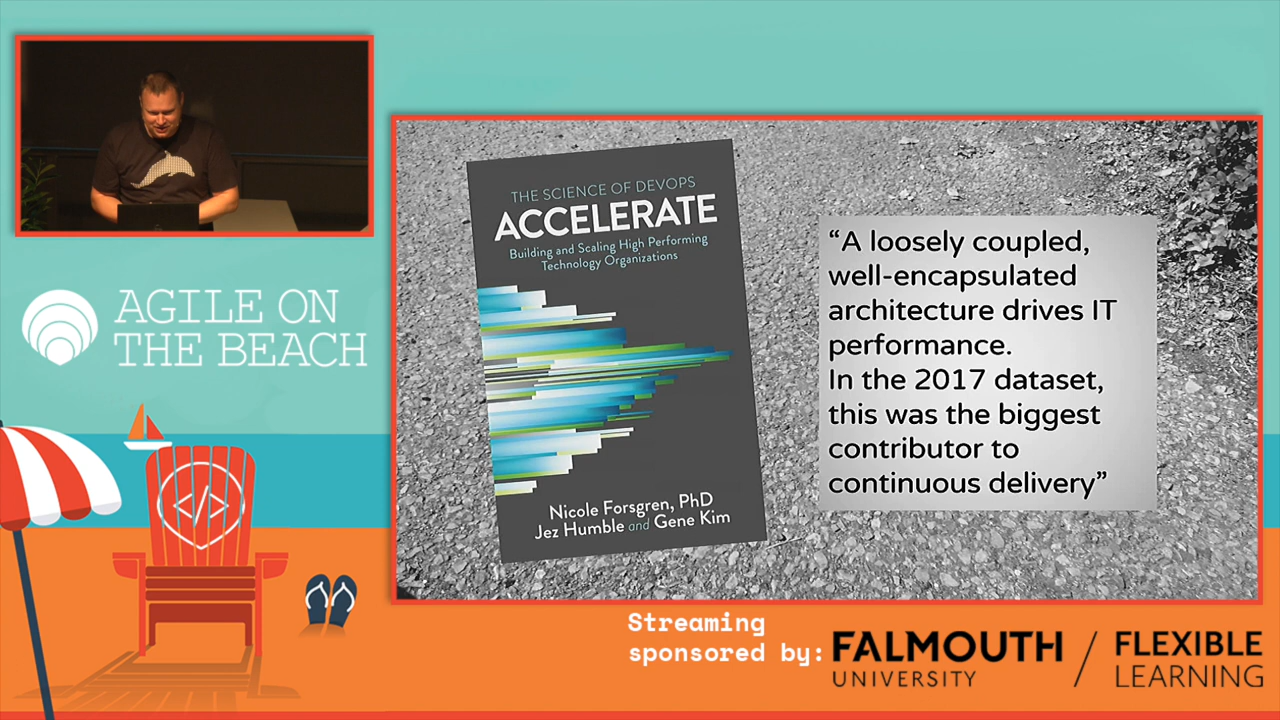 AGILE ON
THE BEACH
</>
THE SCIENCE OF DEVOPS
ACCELERATE
Building and Scaling High Performing
Technology Organizations
Nicole Forsgren, PhD
Jez Humble and Gene Kim
“A loosely coupled,
well-encapsulated
architecture drives IT
performance.
In the 2017 dataset,
this was the biggest
contributor to
continuous delivery”
Streaming
sponsored by:
FALMOUTH
UNIVERSITY
/
FLEXIBLE
LEARNING